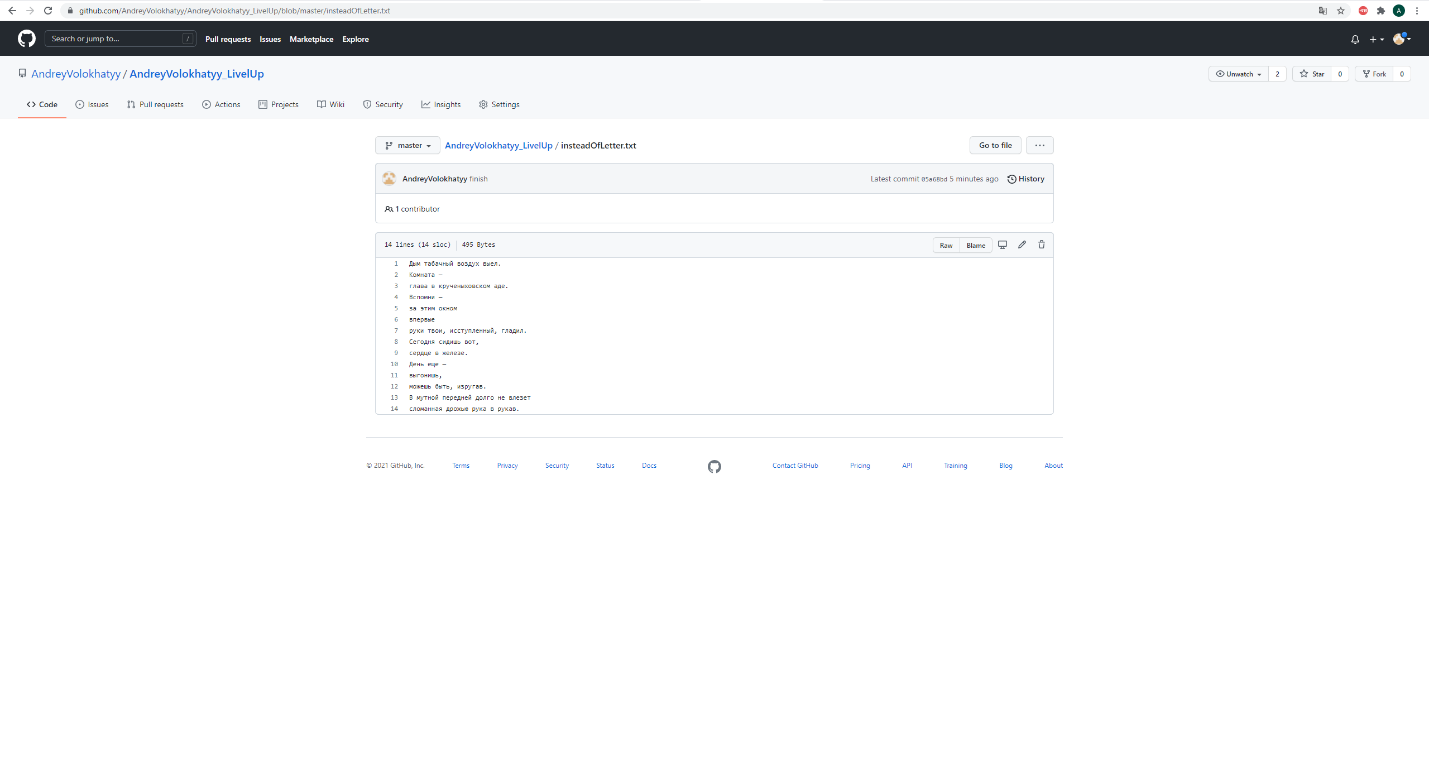 github.com/AndreyVolokhatyy/AndreyVolokhatyy_LivelUp/blob/master/insteadOfLetter.txt
A
Search or jump to... / Pull requests Issues Marketplace Explore
AndreyVolokhatyy / AndreyVolokhatyy_LivelUp Unwatch 2 Star 0 Fork 0
Code Issues Pull requests Actions Projects Wiki Security Insights Settings
master AndreyVolokhatyy_LivelUp / insteadOfLetter.txt Go to file ...
AndreyVolokhatyy finish Latest commit 5 minutes ago History
1 contributor
14 lines (14 sloc) 495 Bytes Raw Blame
1 Дым табачный воздух выел.
2 Комната —
3 глава в крученыховском аде.
4 Вспомни —
5 за этим окном
6 впервые
7 руки твои, исступленный, гладил.
8 Сегодня сидишь вот,
9 сердце в железе.
10 День еще —
11 выгонишь,
12 можешь быть, изругав.
13 В мутной передней долго не влезет
14 сломанная дрожью рука в рукав.
© 2021 GitHub, Inc. Terms Privacy Security Status Docs Contact GitHub Pricing API Training Blog About